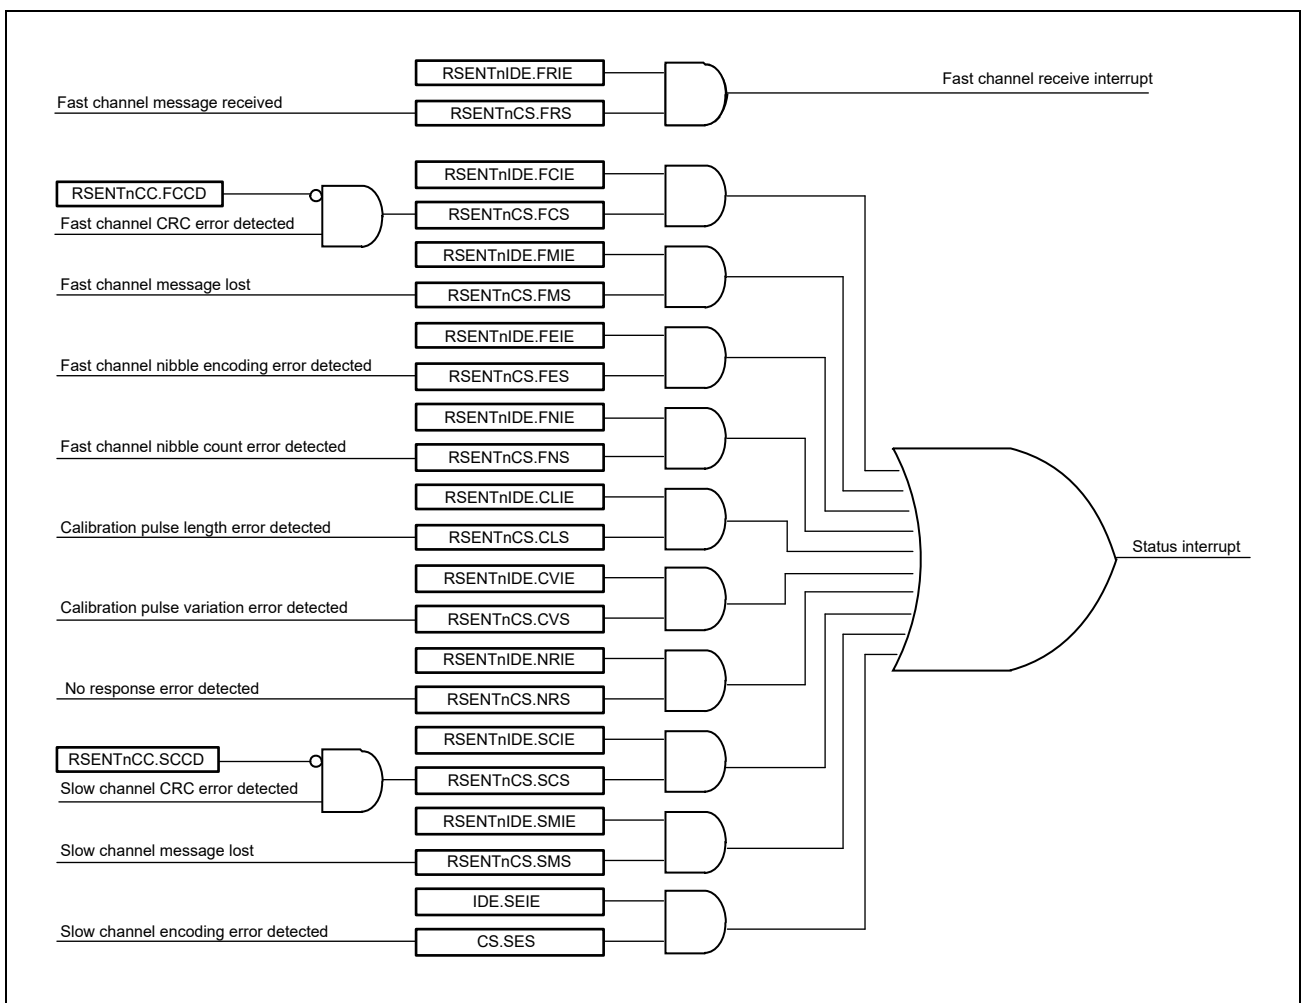 RSENTnIDE.FRIE
Fast channel receive interrupt
Fast channel message received
RSENTnCS.FRS
RSENTnIDE.FCIE
RSENTnCC.FCCD
Fast channel CRC error detected
RSENTnCS.FCS
RSENTnIDE.FMIE
Fast channel message lost
RSENTnCS.FMS
RSENTnIDE.FEIE
Fast channel nibble encoding error detected
RSENTnCS.FES
RSENTnIDE.FNIE
Fast channel nibble count error detected
RSENTnCS.FNS
RSENTnIDE.CLIE
Calibration pulse length error detected
RSENTnCS.CLS
Status interrupt
RSENTnIDE.CVIE
Calibration pulse variation error detected
RSENTnCS.CVS
RSENTnIDE.NRIE
No response error detected
RSENTnCS.NRS
RSENTnIDE.SCIE
RSENTnCC.SCCD
Slow channel CRC error detected
RSENTnCS.SCS
RSENTnIDE.SMIE
Slow channel message lost
RSENTnCS.SMS
IDE.SEIE
Slow channel encoding error detected
CS.SES